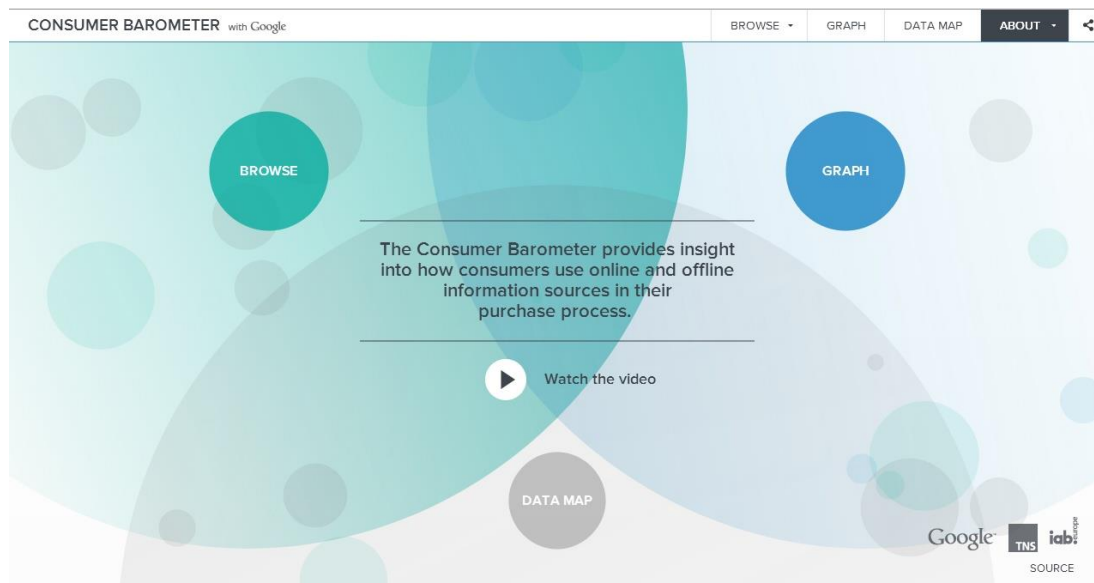 CONSUMER BAROMETER with Google
BROWSE
GRAPH
DATA MAP
ABOUT
BROWSE
GRAPH
The Consumer Barometer provides insight
into how consumers use online and offline
information sources in their
purchase process.
Watch the video
DATA MAP
Google
TNS
iab europe
SOURCE